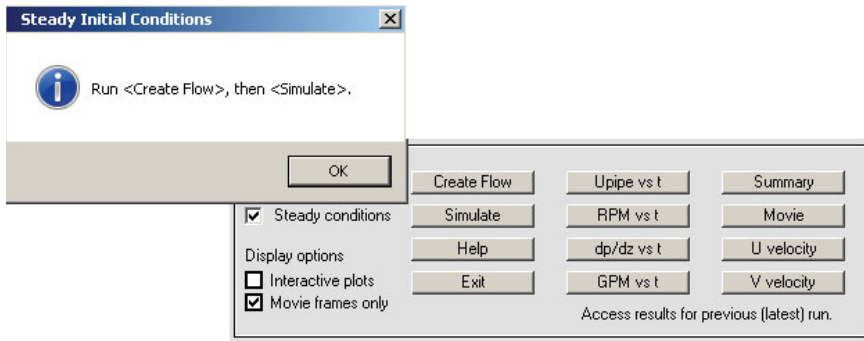 Steady Initial Conditions
Run <Create Flow>, then <Simulate>.
OK
Create Flow
Upipe vs t
Summary
Steady conditions
Simulate
RPM vs t
Movie
Display options
Help
dp/dz vs t
U velocity
Interactive plots
Exit
GPM vs t
V velocity
Movie frames only
Access results for previous (latest) run.